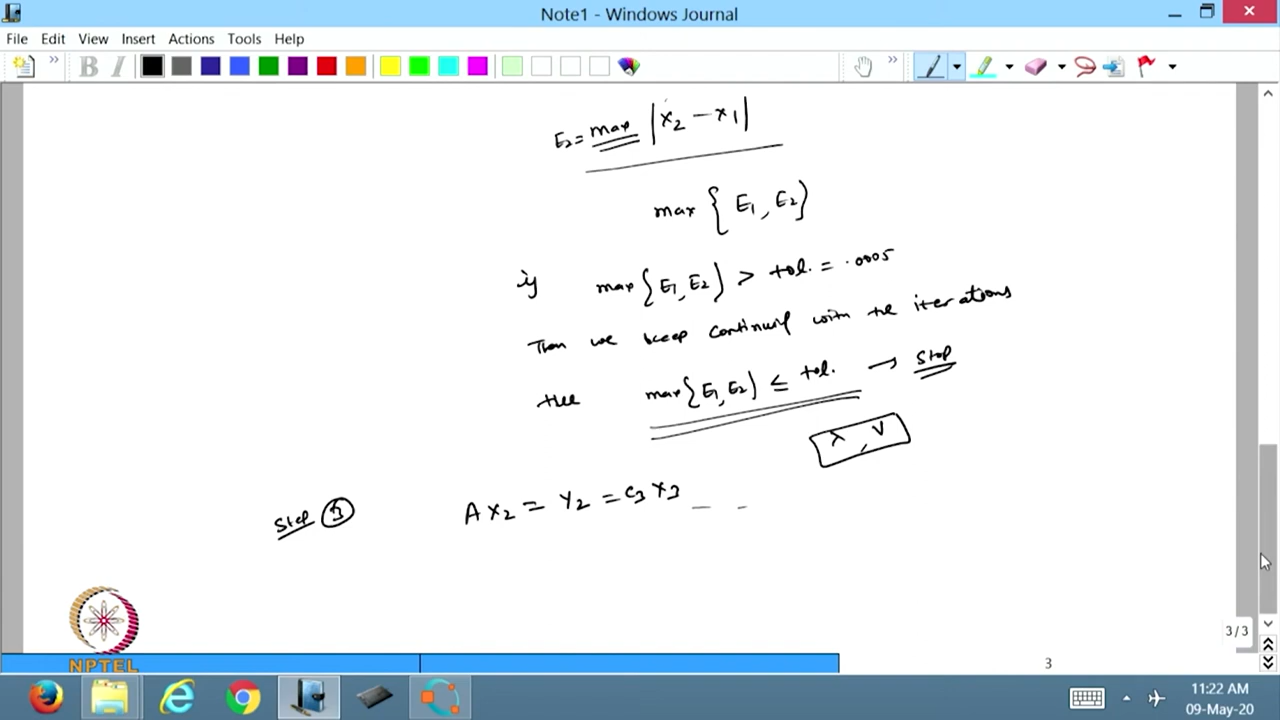 Note1 - Windows Journal
File Edit View Insert Actions Tools Help
E2 = max |x2 - x1|
max { E1, E2 }
if max { E1, E2 } > tol. = .0005
Then we keep continuing with the iterations
max { E1, E2 } ≤ tol. → Stop
λ, V
Step 3 A x2 = Y2 = c3 x3 _ _
NPTEL
3 / 3
3
11:22 AM
09-May-20